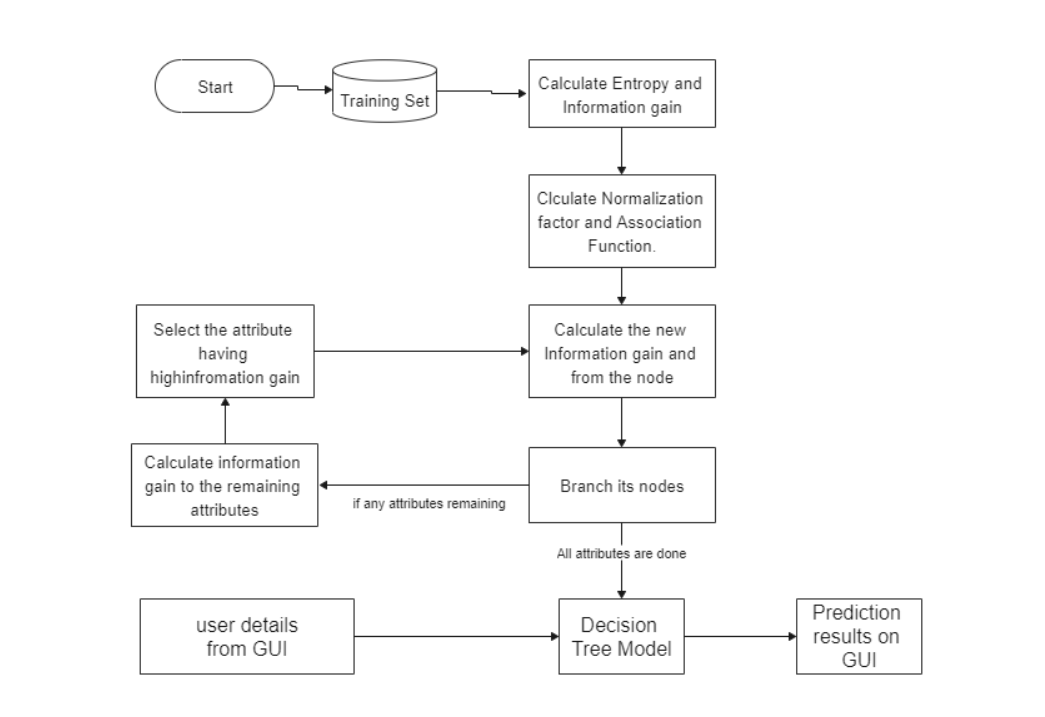 Start
Training Set
Calculate Entropy and
Information gain
Clculate Normalization
factor and Association
Function.
Select the attribute
having
highinfromation gain
Calculate the new
Information gain and
from the node
Calculate information
gain to the remaining
attributes
if any attributes remaining
Branch its nodes
All attributes are done
user details
from GUI
Decision
Tree Model
Prediction
results on
GUI